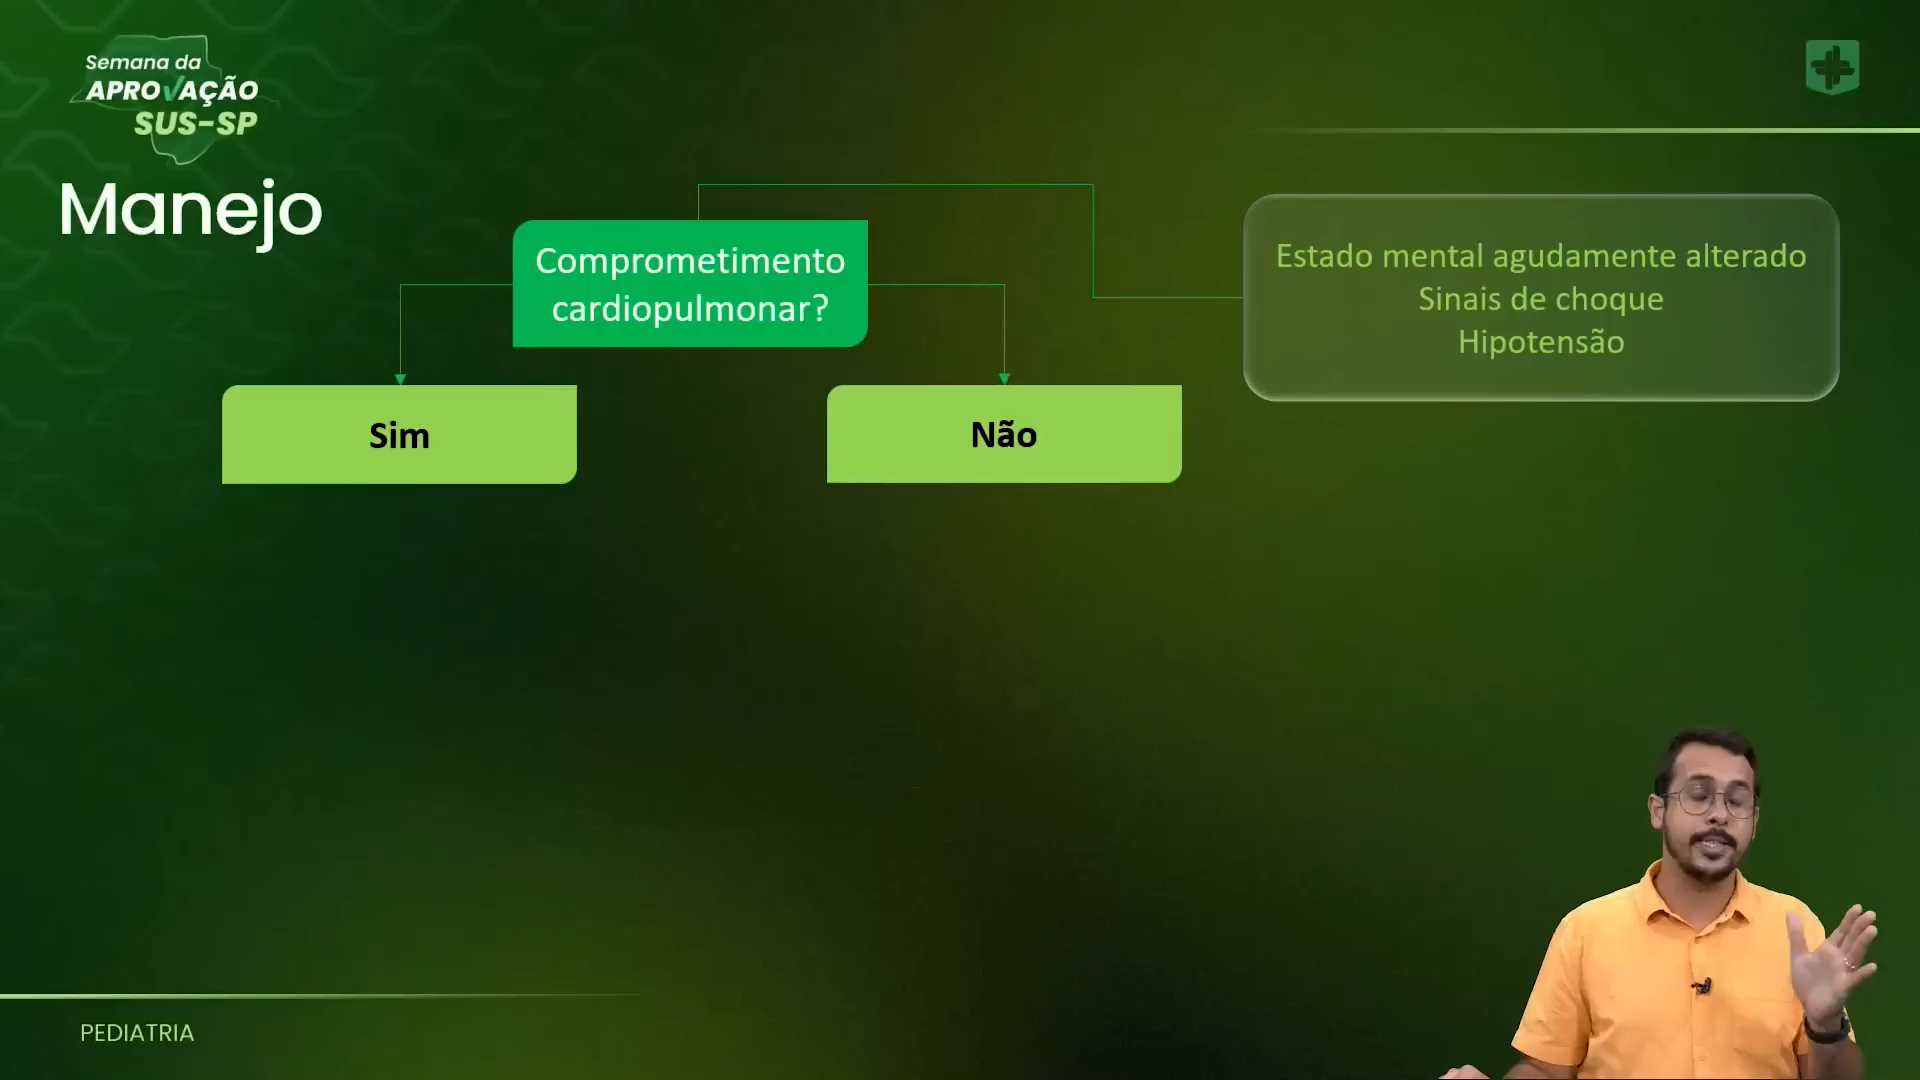 Semana da
APROVAÇÃO
SUS-SP
Manejo
Comprometimento
cardiopulmonar?
Estado mental agudamente alterado
Sinais de choque
Hipotensão
Sim
Não
PEDIATRIA